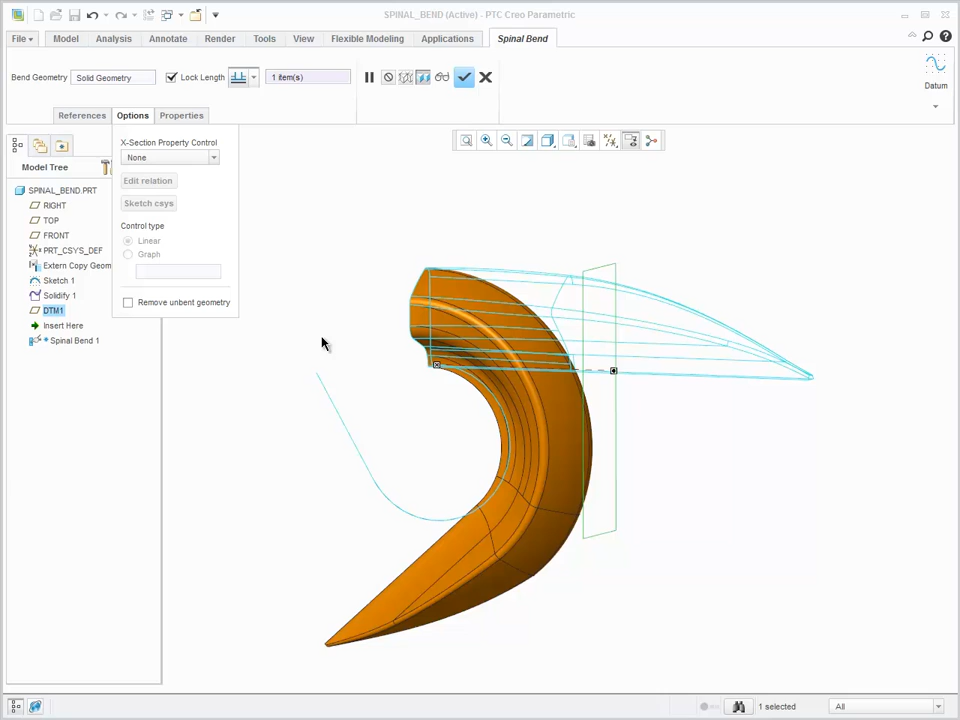 SPINAL_BEND (Active) - PTC Creo Parametric
File Model Analysis Annotate Render Tools View Flexible Modeling Applications Spinal Bend
Bend Geometry Solid Geometry Lock Length 1 item(s)
Datum
References Options Properties
X-Section Property Control
None
Edit relation
Sketch csys
Control type
Linear
Graph
Remove unbent geometry
Model Tree
SPINAL_BEND.PRT
RIGHT
TOP
FRONT
PRT_CSYS_DEF
Extern Copy Geom
Sketch 1
Solidify 1
DTM1
Insert Here
Spinal Bend 1
1 selected All